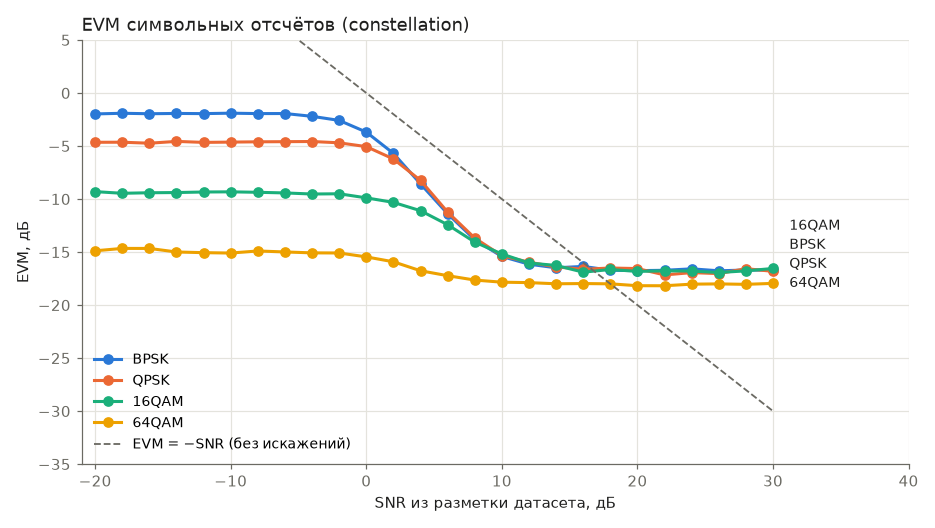 EVM символьных отсчётов (constellation)
5
0
−5
−10
−15
−20
−25
−30
−35
EVM, дБ
16QAM
BPSK
QPSK
64QAM
BPSK
QPSK
16QAM
64QAM
EVM = −SNR (без искажений)
−20
−10
0
10
20
30
40
SNR из разметки датасета, дБ